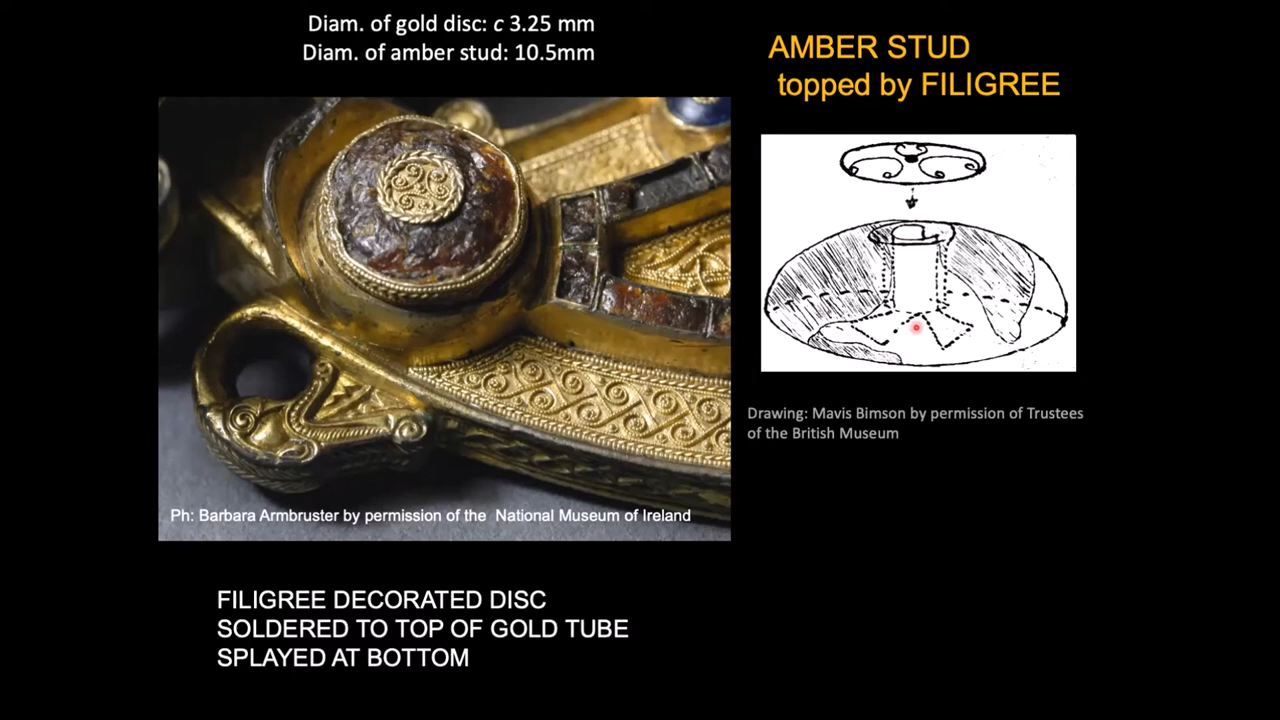 Diam. of gold disc: c 3.25 mm
Diam. of amber stud: 10.5mm
AMBER STUD
topped by FILIGREE
Drawing: Mavis Bimson by permission of Trustees
of the British Museum
Ph: Barbara Armbruster by permission of the National Museum of Ireland
FILIGREE DECORATED DISC
SOLDERED TO TOP OF GOLD TUBE
SPLAYED AT BOTTOM